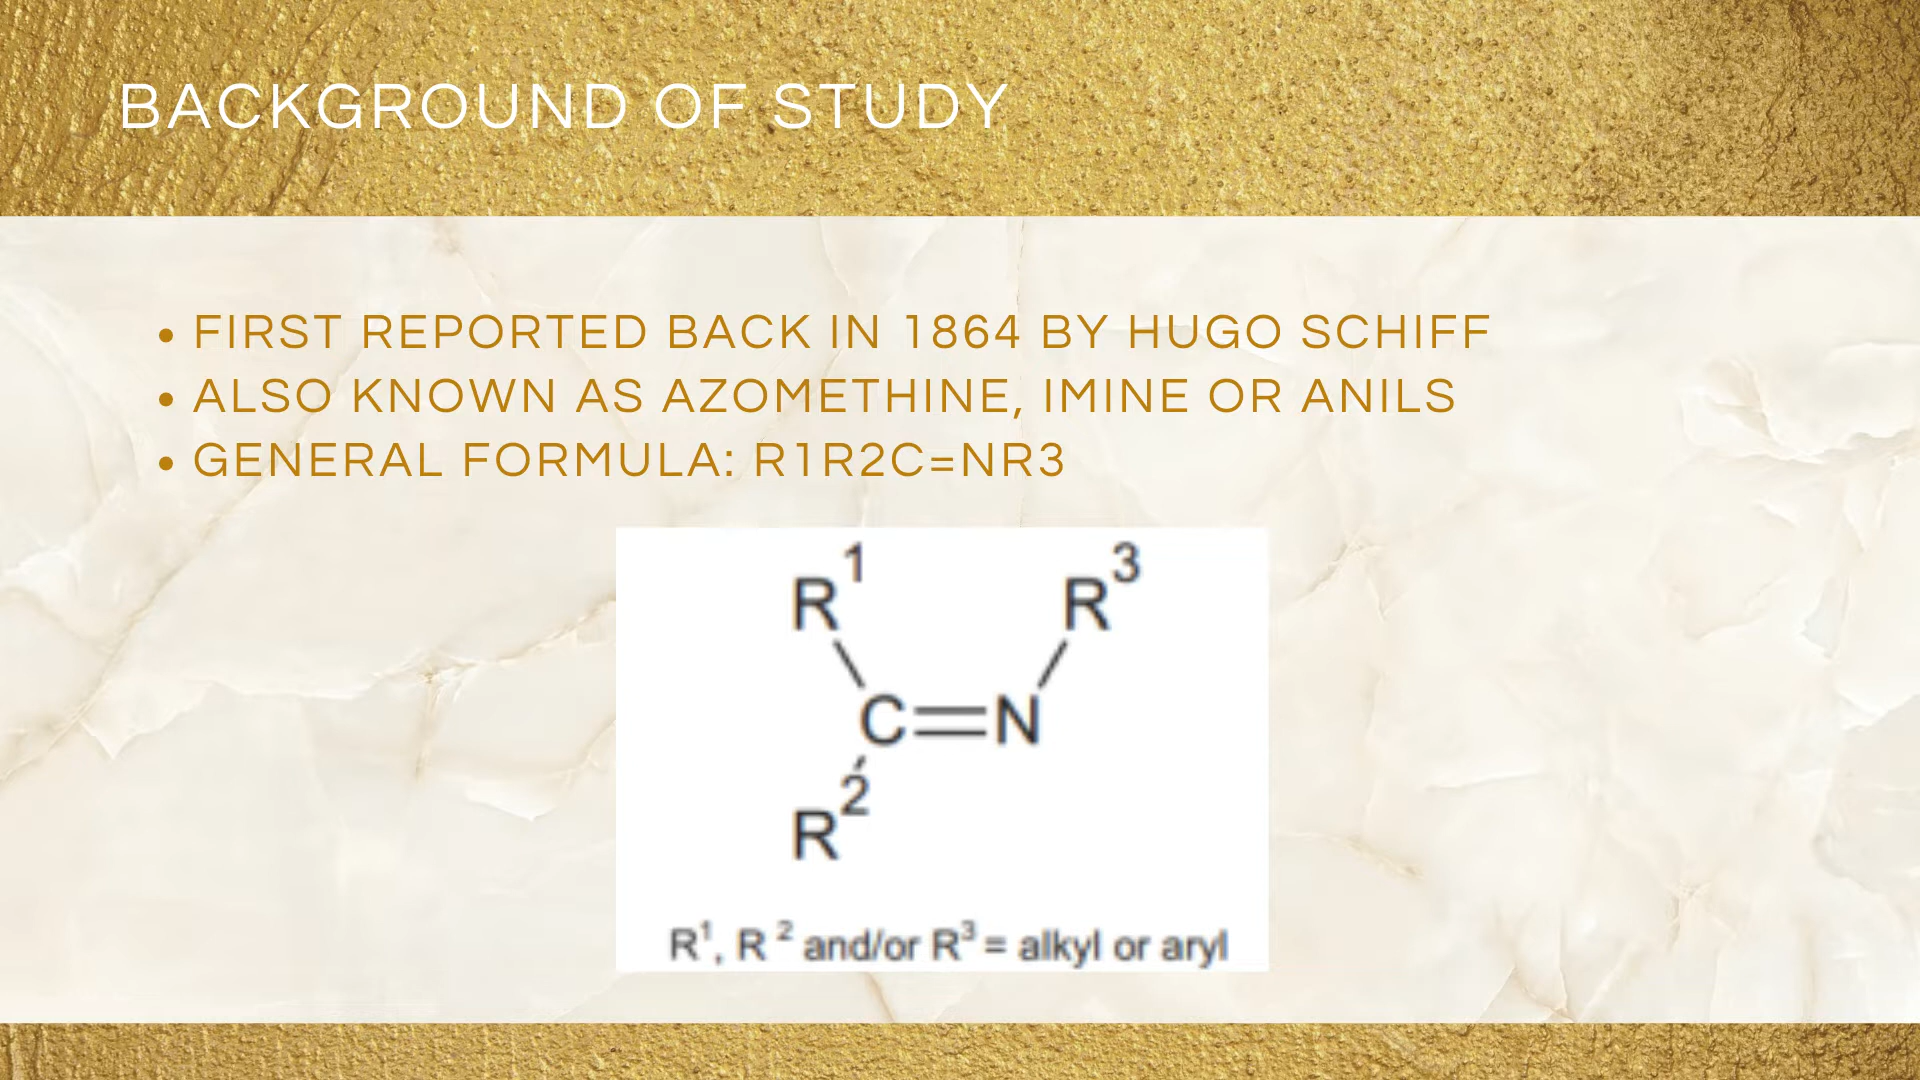 BACKGROUND OF STUDY
• FIRST REPORTED BACK IN 1864 BY HUGO SCHIFF
• ALSO KNOWN AS AZOMETHINE, IMINE OR ANILS
• GENERAL FORMULA: R1R2C=NR3
R¹ R³
C=N
R²
R¹, R ² and/or R³ = alkyl or aryl